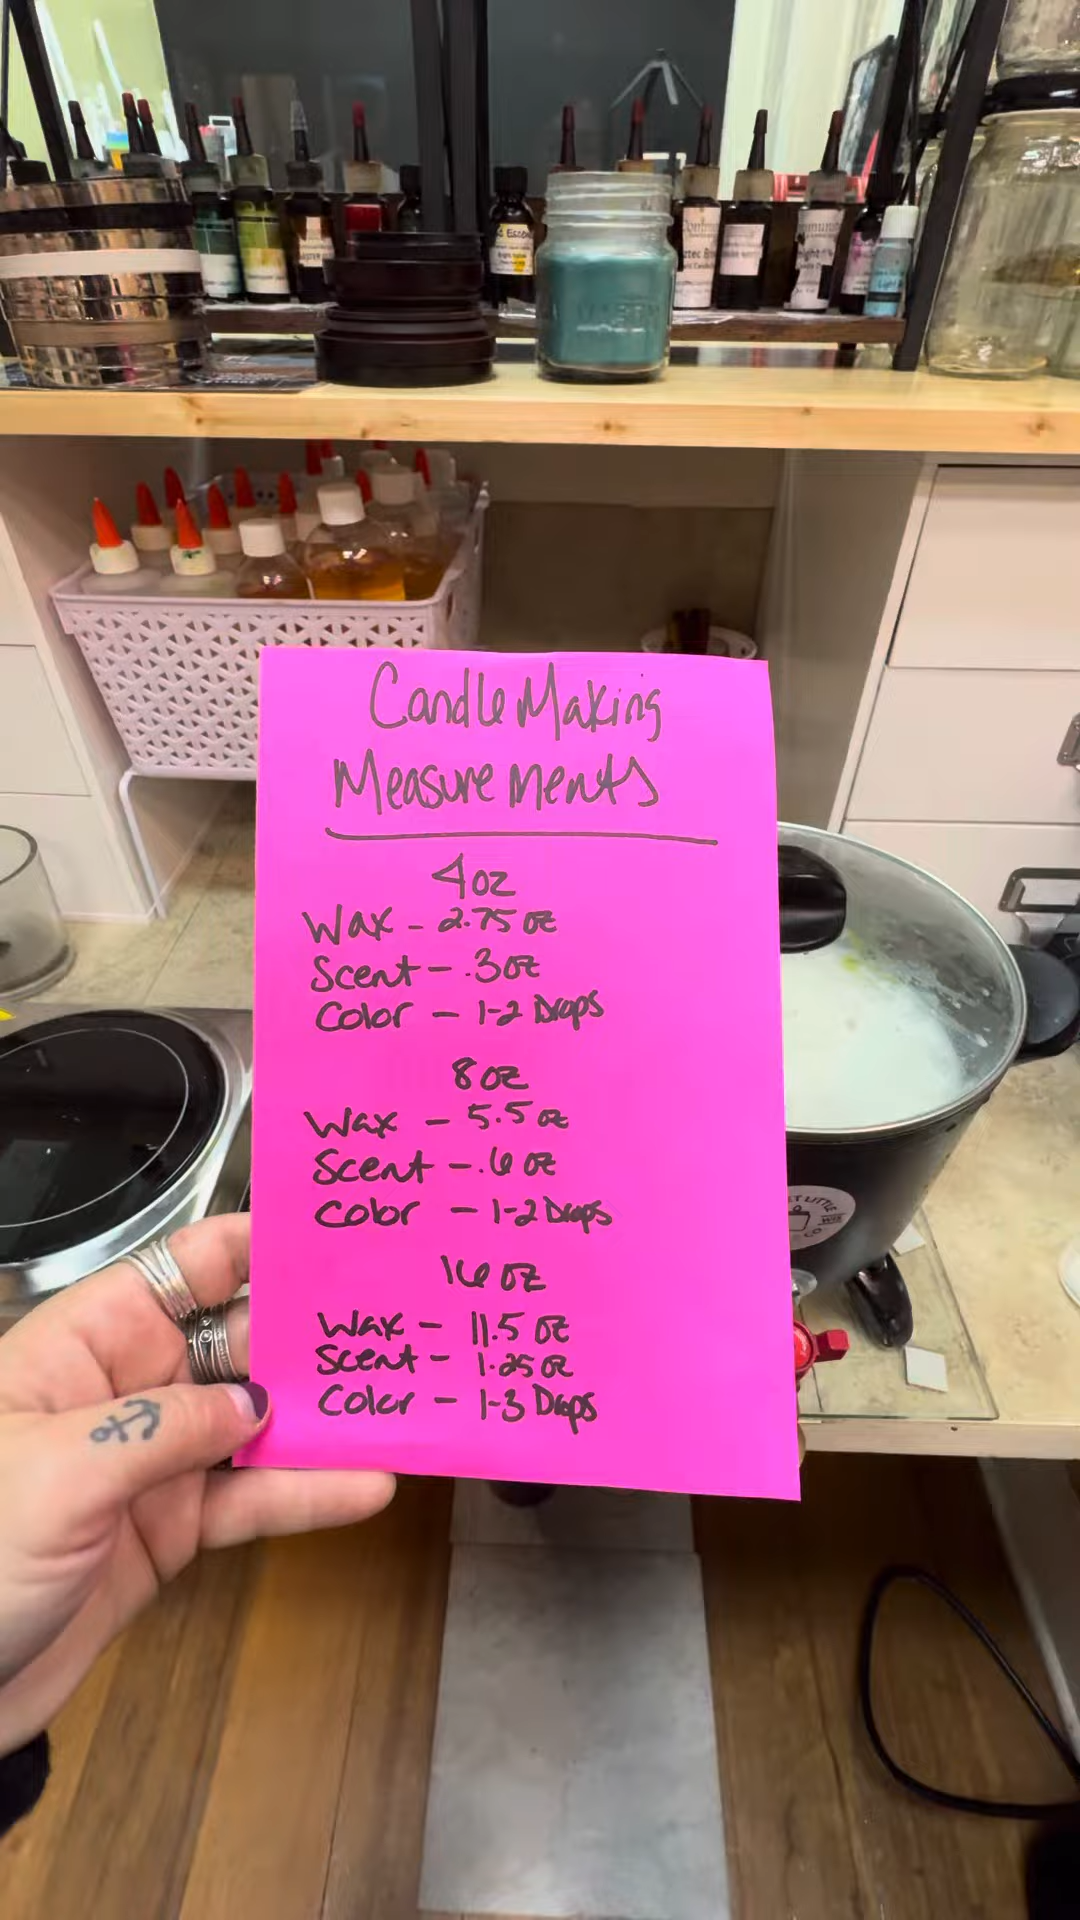 Candle Making
Measurements
4oz
Wax - 2.75 oz
Scent - .3oz
Color - 1-2 Drops
8oz
Wax - 5.5 oz
Scent - .6 oz
Color - 1-2 Drops
16 oz
Wax - 11.5 oz
Scent - 1.25oz
Color - 1-3 Drops